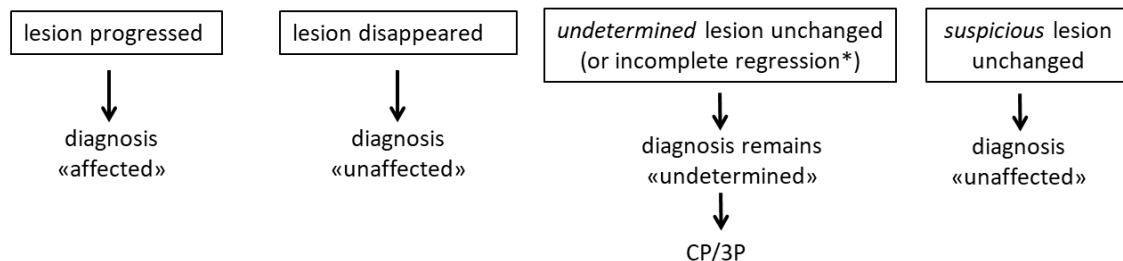 lesion progressed
diagnosis
«affected»
lesion disappeared
diagnosis
«unaffected»
undetermined lesion unchanged
(or incomplete regression*)
diagnosis remains
«undetermined»
CP/3P
suspicious lesion
unchanged
diagnosis
«unaffected»